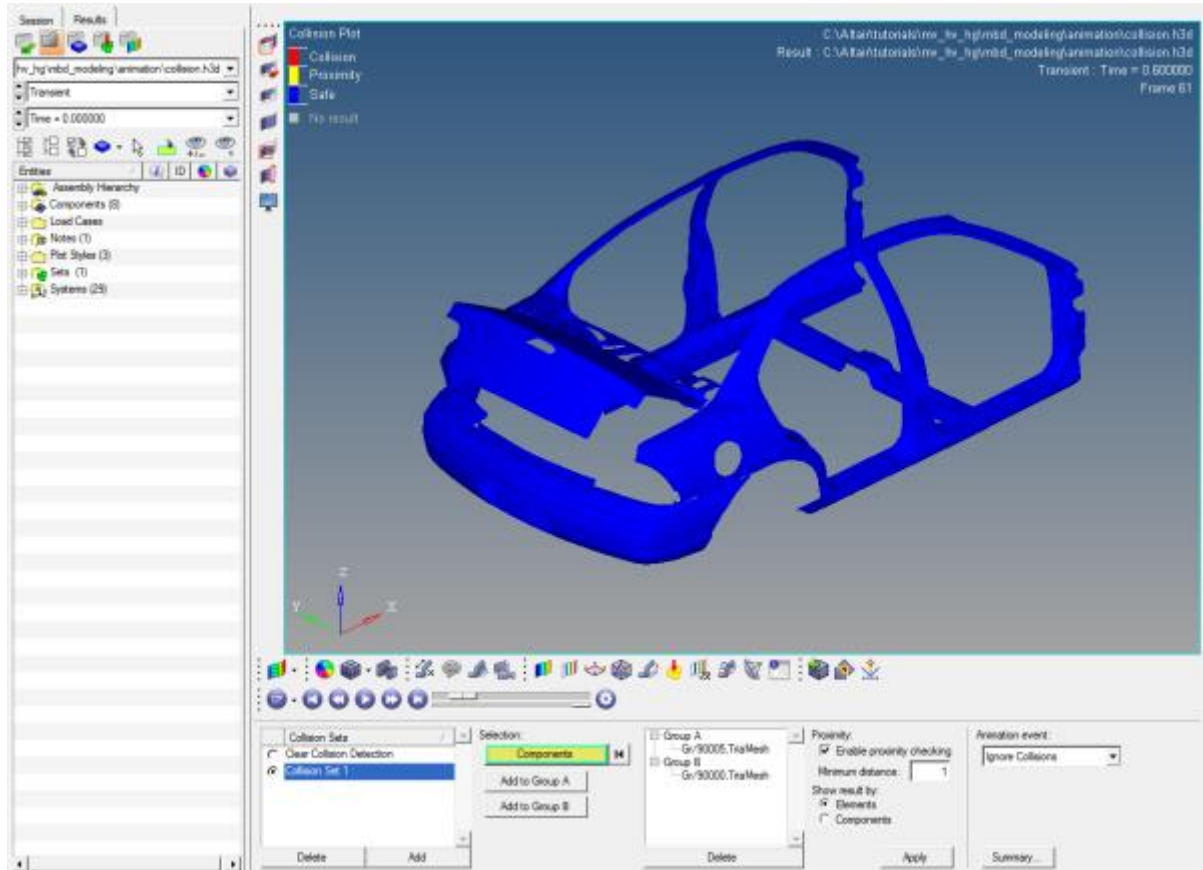 Session Results
hv_hg\mbd_modeling\animation\collision.h3d
Transient
Time = 0.000000
Entities ID
Assembly Hierarchy
Components (8)
Load Cases
Notes (1)
Plot Styles (3)
Sets (1)
Systems (29)
Collision Plot
Collision
Proximity
Safe
No result
C:\Altair\tutorials\mv_hv_hg\mbd_modeling\animation\collision.h3d
Result : C:\Altair\tutorials\mv_hv_hg\mbd_modeling\animation\collision.h3d
Transient : Time = 0.600000
Frame 61
Z
Y
X
Collision Sets
Clear Collision Detection
Collision Set 1
Delete Add
Selection:
Components
Add to Group A
Add to Group B
Group A
Gr/90005.TriaMesh
Group B
Gr/90000.TriaMesh
Delete
Proximity:
Enable proximity checking
Minimum distance: 1
Show result by:
Elements
Components
Apply
Animation event:
Ignore Collisions
Summary...